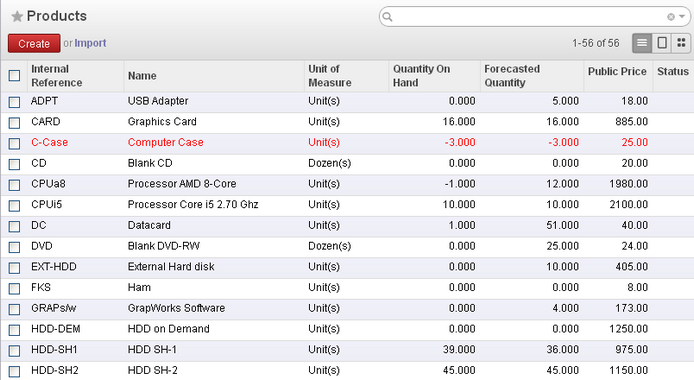 Products
Create or Import 1-56 of 56
Internal Reference Name Unit of Measure Quantity On Hand Forecasted Quantity Public Price Status
ADPT USB Adapter Unit(s) 0.000 5.000 18.00
CARD Graphics Card Unit(s) 16.000 16.000 885.00
C-Case Computer Case Unit(s) -3.000 -3.000 25.00
CD Blank CD Dozen(s) 0.000 0.000 20.00
CPUa8 Processor AMD 8-Core Unit(s) -1.000 12.000 1980.00
CPUi5 Processor Core i5 2.70 Ghz Unit(s) 10.000 10.000 2100.00
DC Datacard Unit(s) 1.000 51.000 40.00
DVD Blank DVD-RW Dozen(s) 0.000 25.000 24.00
EXT-HDD External Hard disk Unit(s) 0.000 10.000 405.00
FKS Ham Unit(s) 0.000 0.000 8.00
GRAPs/w GrapWorks Software Unit(s) 0.000 4.000 173.00
HDD-DEM HDD on Demand Unit(s) 0.000 0.000 1250.00
HDD-SH1 HDD SH-1 Unit(s) 39.000 36.000 975.00
HDD-SH2 HDD SH-2 Unit(s) 45.000 45.000 1150.00